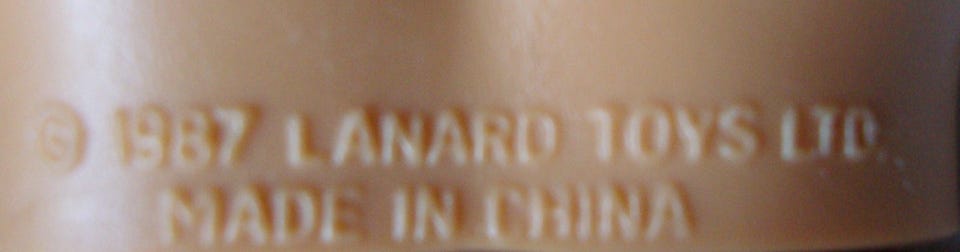 © 1987 LANARD TOYS LTD.
MADE IN CHINA